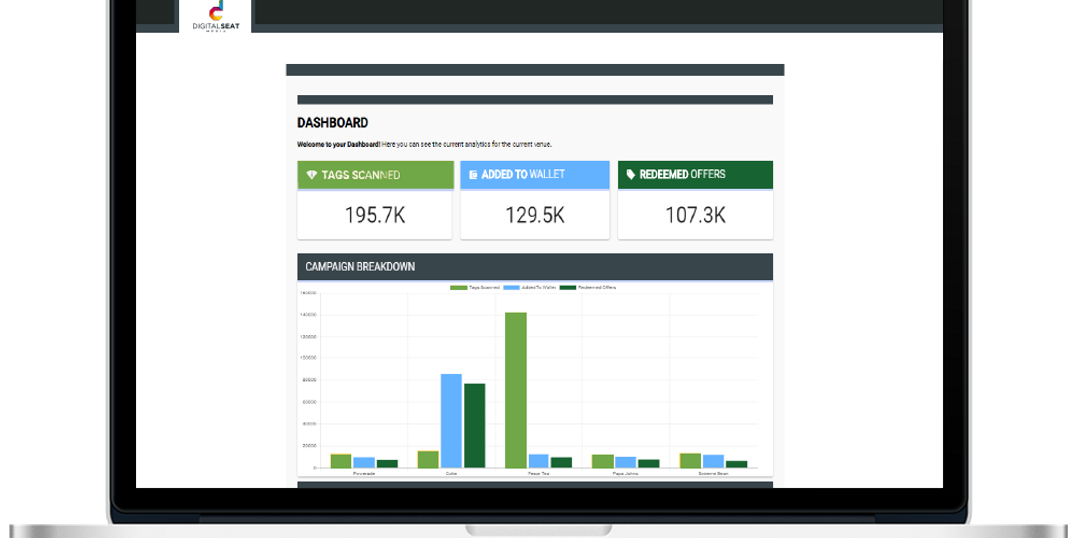 DIGITALSEAT
MEDIA
DASHBOARD
Welcome to your Dashboard! Here you can see the current analytics for the current venue.
TAGS SCANNED
ADDED TO WALLET
REDEEMED OFFERS
195.7K
129.5K
107.3K
CAMPAIGN BREAKDOWN
Tags Scanned Added To Wallet Redeemed Offers
160000
140000
120000
100000
80000
60000
40000
20000
0
Powerade Coke Peace Tea Papa Johns